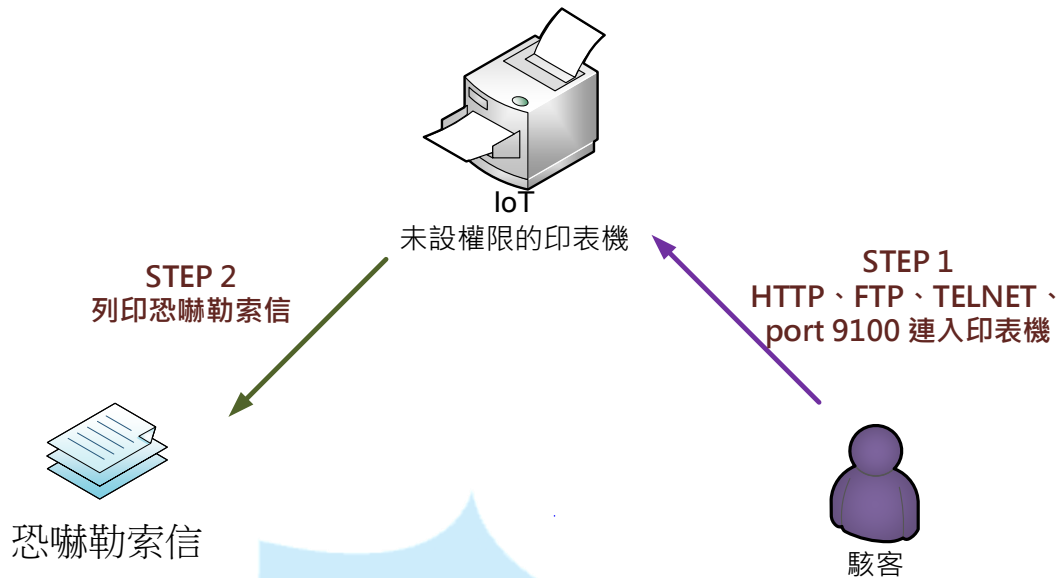 IoT
未設權限的印表機
STEP 1
HTTP、FTP、TELNET、
port 9100 連入印表機
STEP 2
列印恐嚇勒索信
恐嚇勒索信
駭客